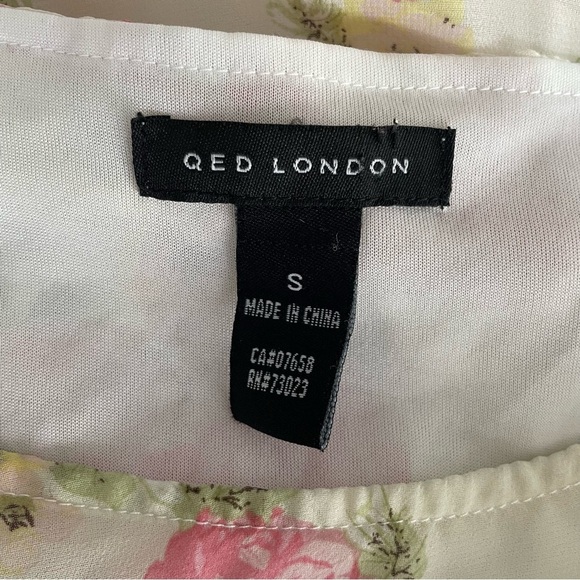 QED LONDON
S
MADE IN CHINA
CA#07658
RN#73023